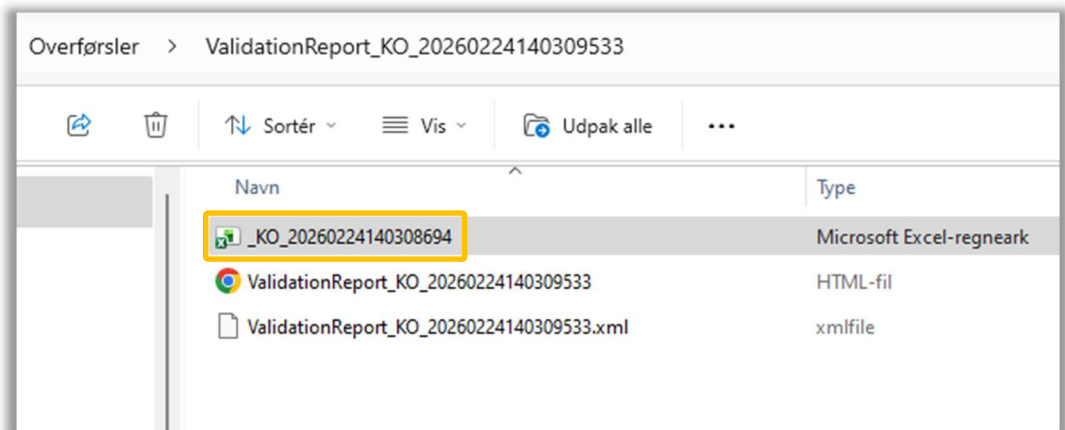 Overførsler > ValidationReport_KO_20260224140309533
Sortér Vis Udpak alle ...
Navn Type
_KO_20260224140308694 Microsoft Excel-regneark
ValidationReport_KO_20260224140309533 HTML-fil
ValidationReport_KO_20260224140309533.xml xmlfile